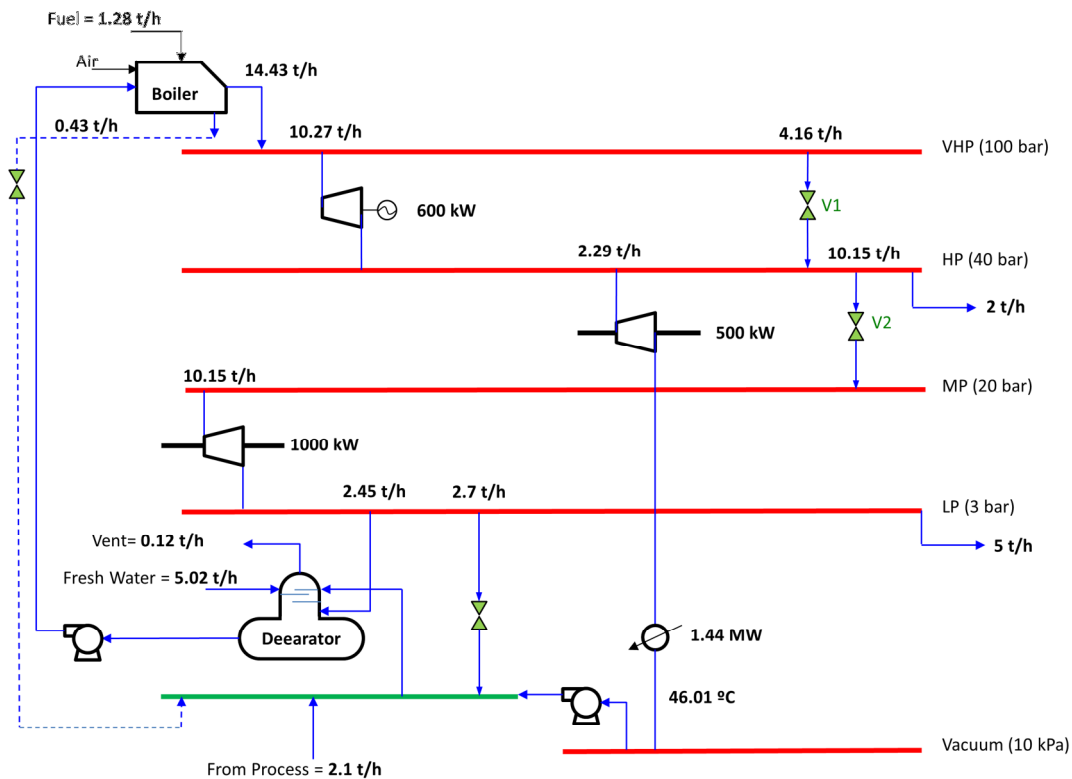 Fuel = 1.28 t/h
Air
14.43 t/h
Boiler
0.43 t/h
10.27 t/h
4.16 t/h
VHP (100 bar)
600 kW
V1
2.29 t/h
10.15 t/h
HP (40 bar)
2 t/h
500 kW
V2
10.15 t/h
MP (20 bar)
1000 kW
2.45 t/h
2.7 t/h
LP (3 bar)
Vent= 0.12 t/h
5 t/h
Fresh Water = 5.02 t/h
Deearator
1.44 MW
46.01 ºC
Vacuum (10 kPa)
From Process = 2.1 t/h